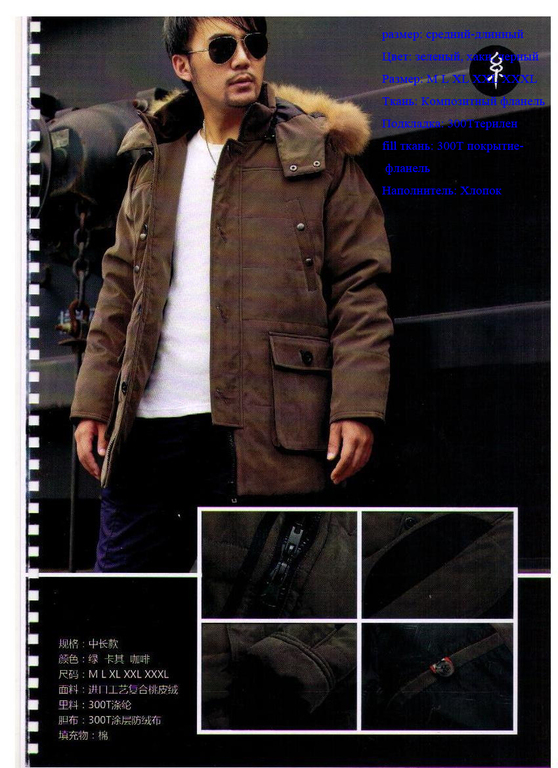 размер: средний-длинный
Цвет: зеленый, хаки, черный
Размер: M L XL XXL XXXL
Ткань: Композитный фланель
Подкладка: 300Ттерилен
fill ткань: 300Т покрытие-
фланель
Наполнитель: Хлопок
规格：中长款
颜色：绿 卡其 咖啡
尺码：M L XL XXL XXXL
面料：进口工艺复合桃皮绒
里料：300T涤纶
胆布：300T涂层防绒布
填充物：棉